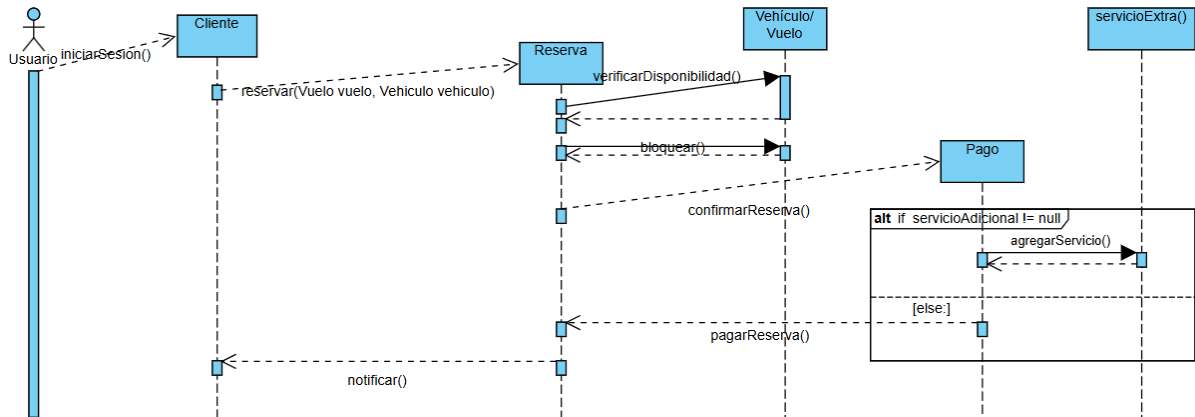 Usuario
iniciarSesion()
Cliente
Reserva
Vehículo/
Vuelo
servicioExtra()
reservar(Vuelo vuelo, Vehiculo vehiculo)
verificarDisponibilidad()
bloquear()
Pago
confirmarReserva()
alt if servicioAdicional != null
agregarServicio()
[else:]
pagarReserva()
notificar()